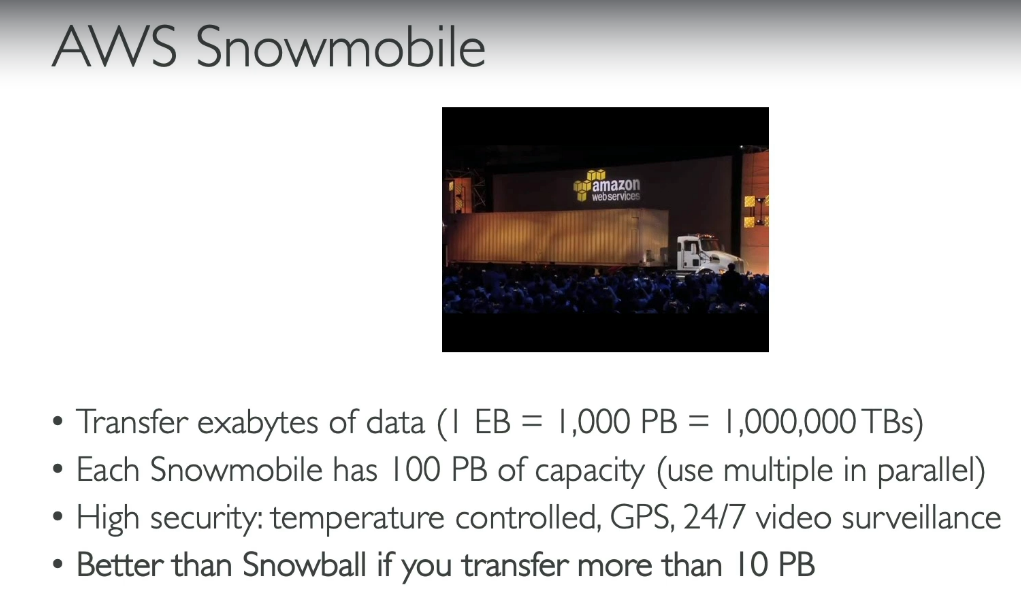 AWS Snowmobile
amazon
webservices
• Transfer exabytes of data (1 EB = 1,000 PB = 1,000,000 TBs)
• Each Snowmobile has 100 PB of capacity (use multiple in parallel)
• High security: temperature controlled, GPS, 24/7 video surveillance
• Better than Snowball if you transfer more than 10 PB